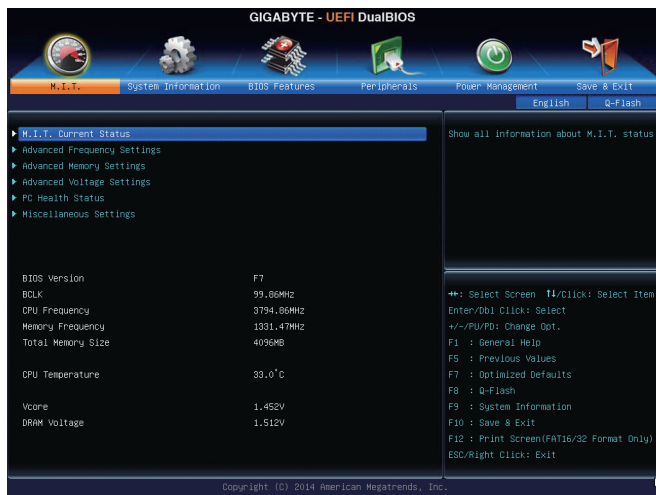 GIGABYTE - UEFI DualBIOS
M.I.T. System Information BIOS Features Peripherals Power Management Save & Exit
English Q-Flash
M.I.T. Current Status
Advanced Frequency Settings
Advanced Memory Settings
Advanced Voltage Settings
PC Health Status
Miscellaneous Settings
Show all information about M.I.T. status
BIOS Version F7
BCLK 99.86MHz
CPU Frequency 3794.86MHz
Memory Frequency 1331.47MHz
Total Memory Size 4096MB
CPU Temperature 33.0°C
Vcore 1.452V
DRAM Voltage 1.512V
→←: Select Screen ↑↓/Click: Select Item
Enter/Dbl Click: Select
+/-/PU/PD: Change Opt.
F1 : General Help
F5 : Previous Values
F7 : Optimized Defaults
F8 : Q-Flash
F9 : System Information
F10 : Save & Exit
F12 : Print Screen(FAT16/32 Format Only)
ESC/Right Click: Exit
Copyright (C) 2014 American Megatrends, Inc.